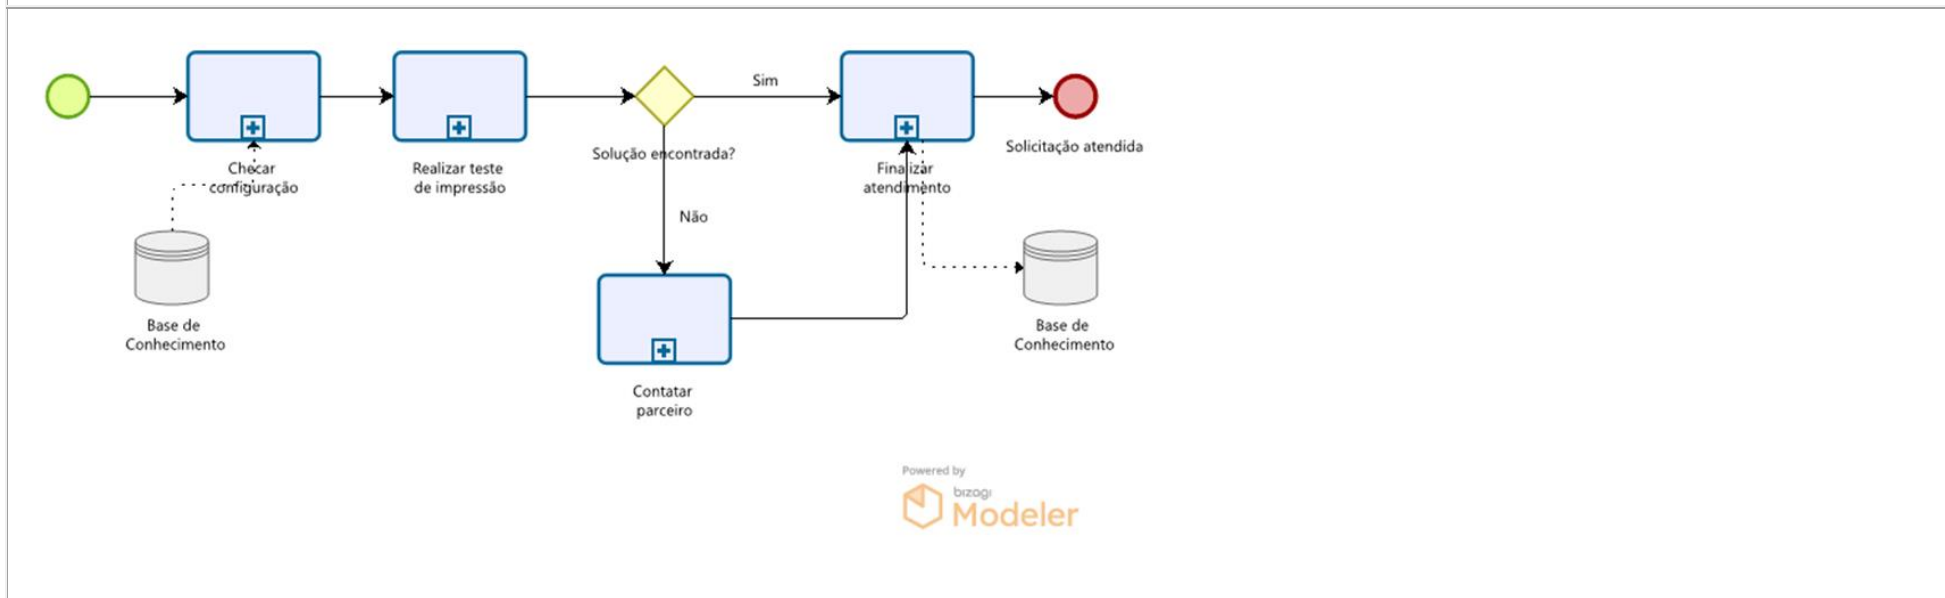 Sim
Solução encontrada?
Solicitação atendida
Checar
configuração
Realizar teste
de impressão
Finalizar
atendimento
Não
Base de
Conhecimento
Base de
Conhecimento
Contatar
parceiro
Powered by
bizagi
Modeler